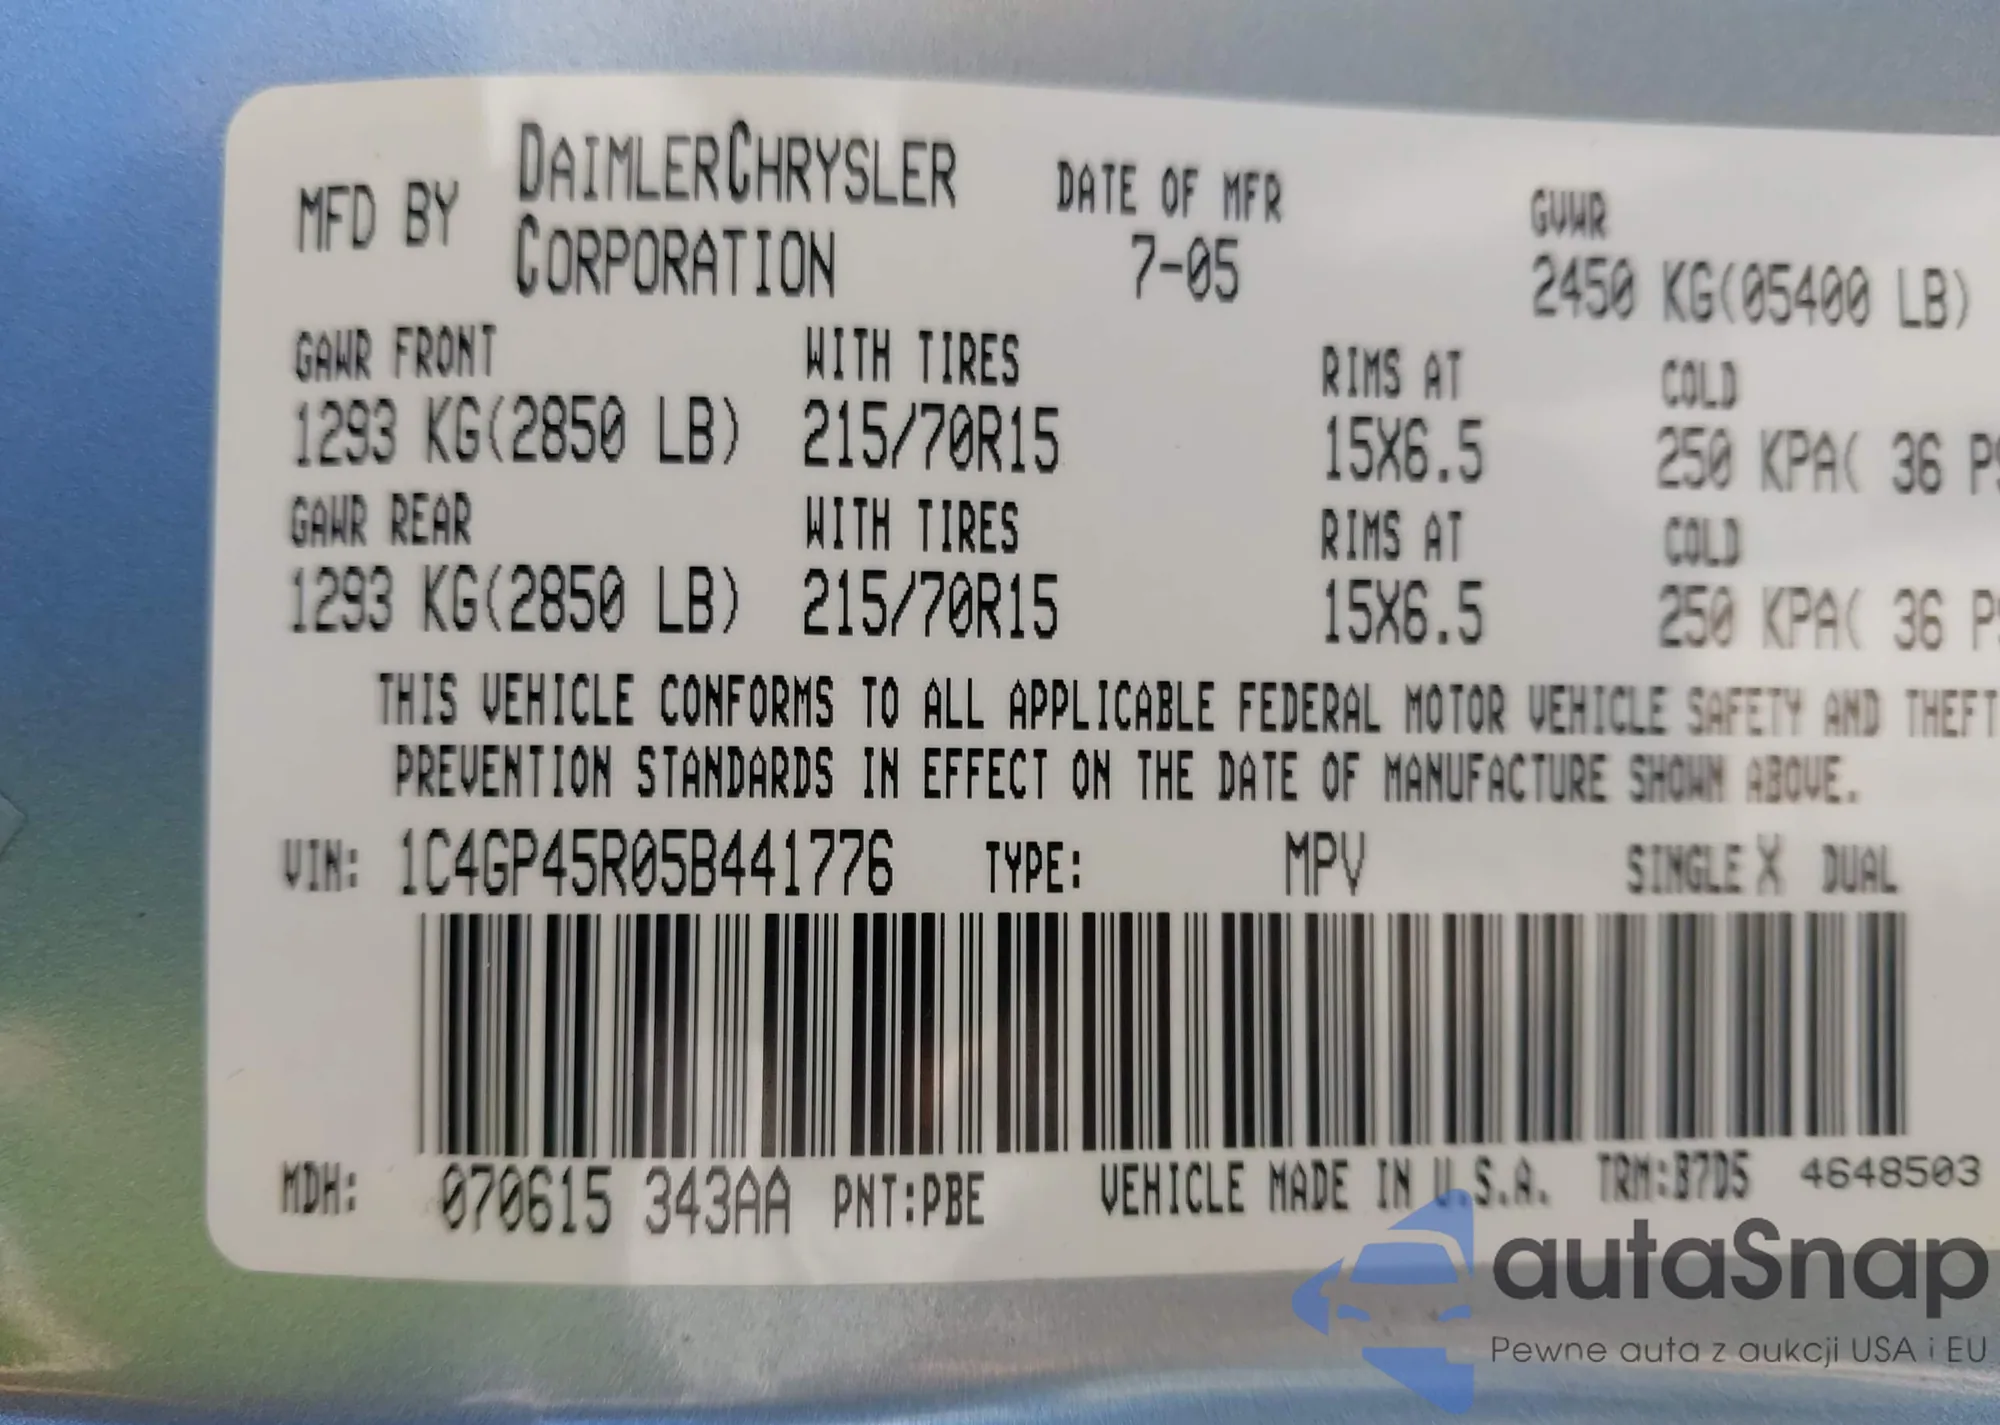 MFD BY DAIMLERCHRYSLER CORPORATION
DATE OF MFR
7-05
GVWR
2450 KG(05400 LB)
GAWR FRONT WITH TIRES RIMS AT COLD
1293 KG(2850 LB) 215/70R15 15X6.5 250 KPA( 36 PS
GAWR REAR WITH TIRES RIMS AT COLD
1293 KG(2850 LB) 215/70R15 15X6.5 250 KPA( 36 PS
THIS VEHICLE CONFORMS TO ALL APPLICABLE FEDERAL MOTOR VEHICLE SAFETY AND THEFT
PREVENTION STANDARDS IN EFFECT ON THE DATE OF MANUFACTURE SHOWN ABOVE.
VIN: 1C4GP45R05B441776 TYPE: MPV SINGLE X DUAL
MDH: 070615 343AA PNT:PBE VEHICLE MADE IN U.S.A. TRM:B7D5 4648503
autaSnap
Pewne auta z aukcji USA i EU